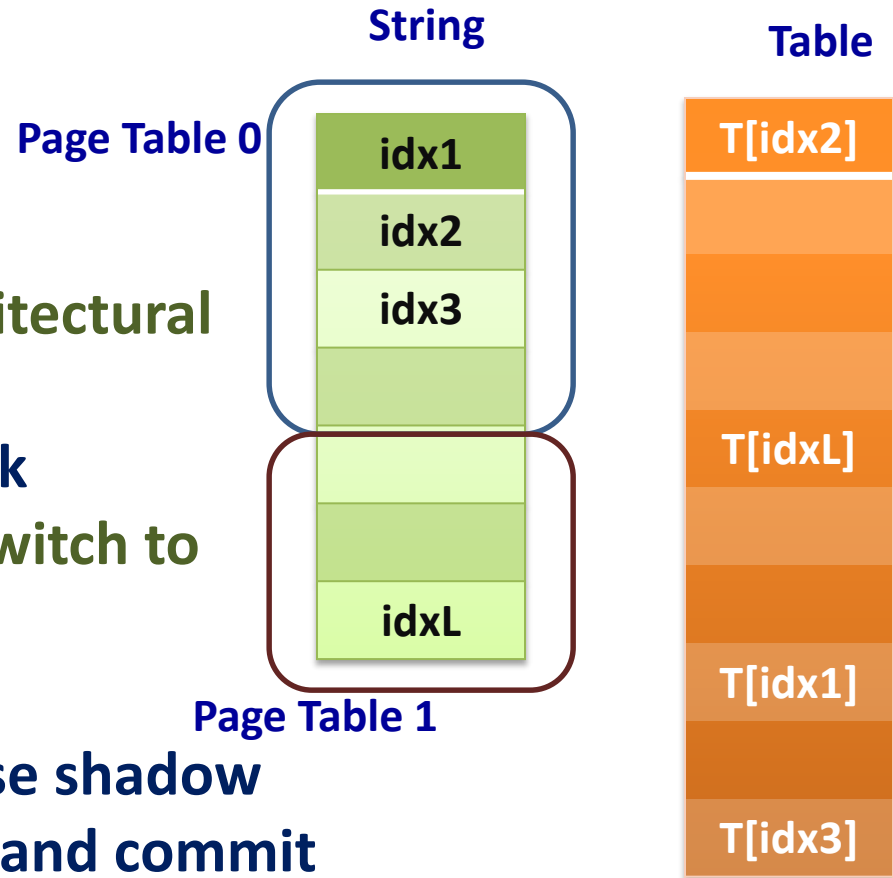 String
Table
Page Table 0
idx1
T[idx2]
idx2
itectural
idx3
k
T[idxL]
witch to
idxL
T[idx1]
Page Table 1
se shadow
and commit
T[idx3]